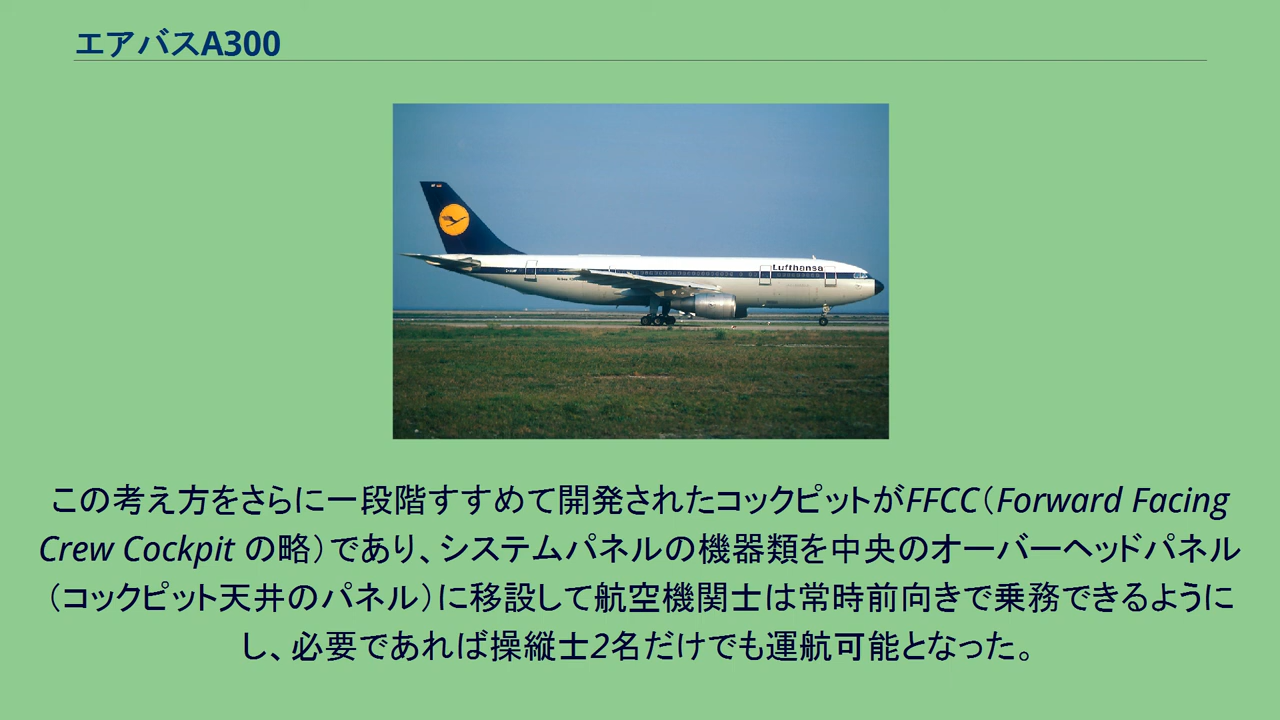 エアバスA300
Lufthansa
この考え方をさらに一段階すすめて開発されたコックピットがFFCC（Forward Facing
Crew Cockpit の略）であり、システムパネルの機器類を中央のオーバーヘッドパネル
（コックピット天井のパネル）に移設して航空機関士は常時前向きで乗務できるように
し、必要であれば操縦士2名だけでも運航可能となった。